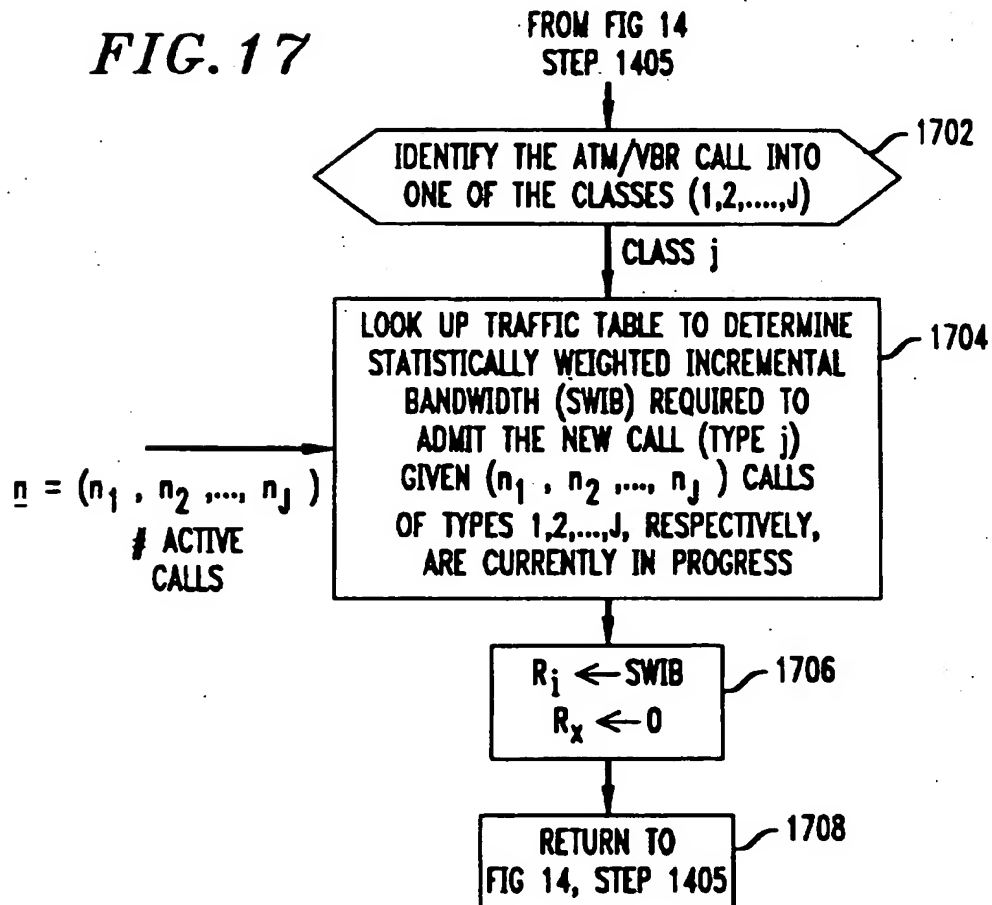 FIG. 17
FROM FIG 14
STEP 1405
1702
IDENTIFY THE ATM/VBR CALL INTO
ONE OF THE CLASSES (1,2,....,J)
CLASS j
1704
LOOK UP TRAFFIC TABLE TO DETERMINE
STATISTICALLY WEIGHTED INCREMENTAL
BANDWIDTH (SWIB) REQUIRED TO
ADMIT THE NEW CALL (TYPE j)
GIVEN (n1 , n2 ,..., nJ ) CALLS
OF TYPES 1,2,...,J, RESPECTIVELY,
ARE CURRENTLY IN PROGRESS
n = (n1 , n2 ,..., nJ )
# ACTIVE
CALLS
1706
Ri ← SWIB
Rx ← 0
1708
RETURN TO
FIG 14, STEP 1405